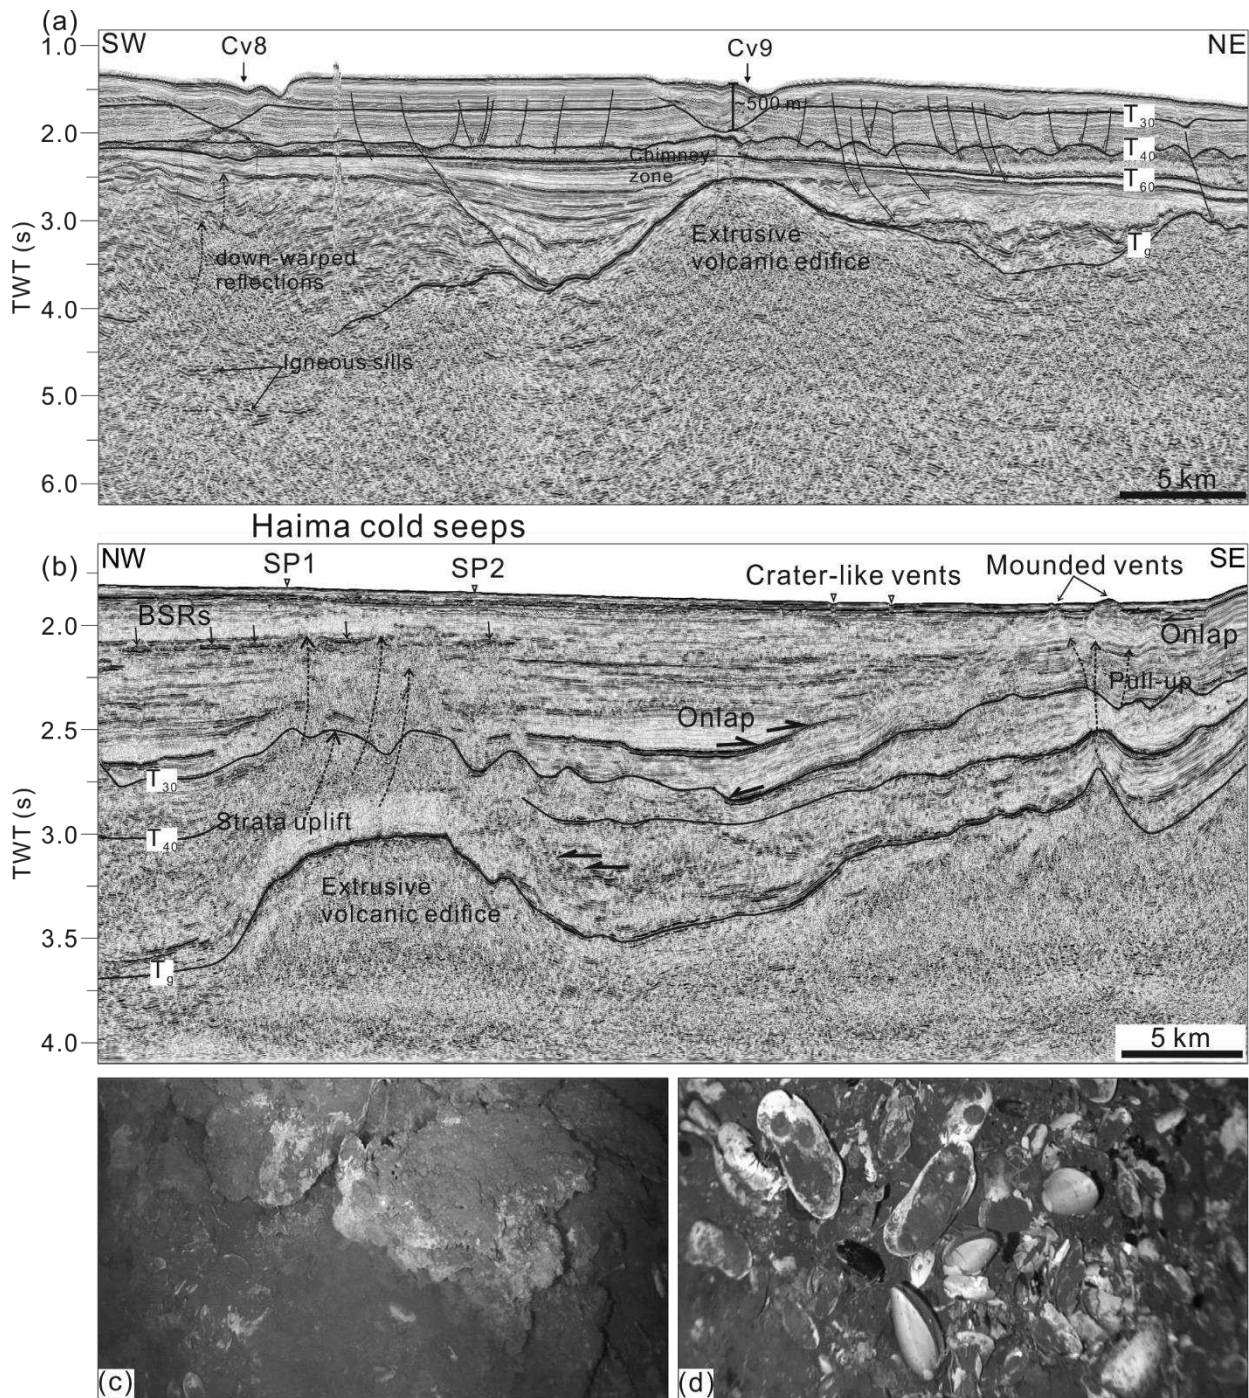 (a)
SW
Cv8
Cv9
NE
1.0
2.0
3.0
4.0
5.0
6.0
TWT (s)
~500 m
T30
T40
T60
Tg
Chimney
zone
Extrusive
volcanic edifice
down-warped
reflections
Igneous sills
5 km
Haima cold seeps
(b)
NW
SP1
SP2
Crater-like vents
Mounded vents
SE
BSRs
2.0
2.5
3.0
3.5
4.0
TWT (s)
Onlap
Pull-up
Onlap
T30
T40
Strata uplift
Extrusive
volcanic edifice
Tg
5 km
(c)
(d)